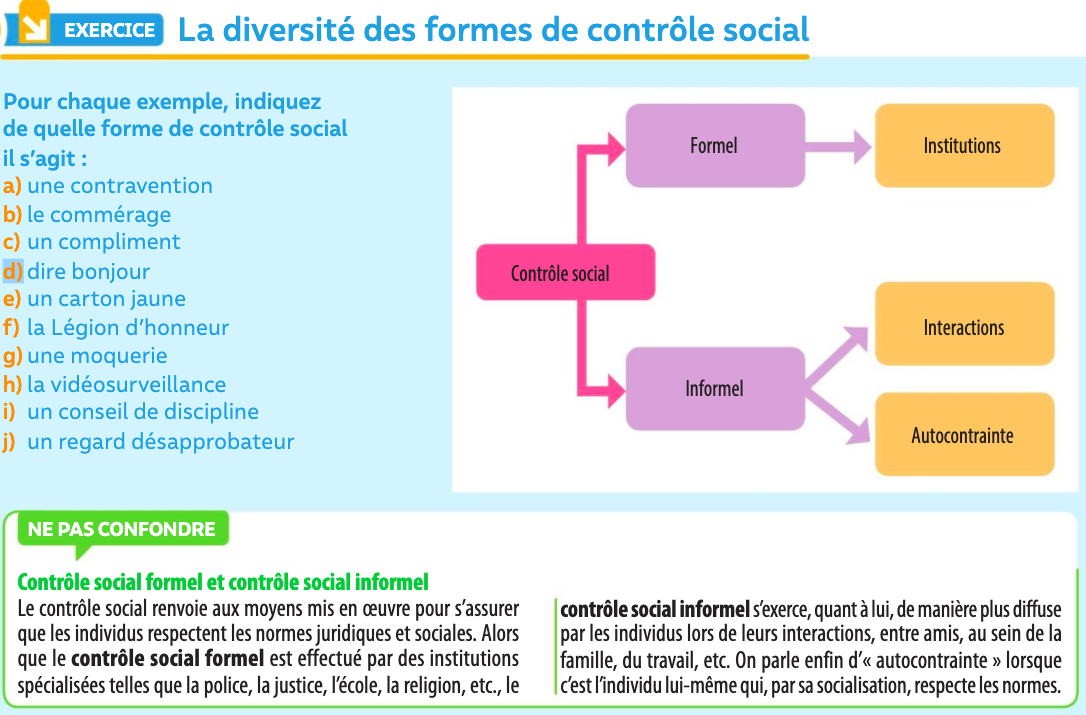 EXERCICE La diversité des formes de contrôle social
Pour chaque exemple, indiquez
de quelle forme de contrôle social
il s'agit :
a) une contravention
b) le commérage
c) un compliment
d) dire bonjour
e) un carton jaune
f) la Légion d'honneur
g) une moquerie
h) la vidéosurveillance
i) un conseil de discipline
j) un regard désapprobateur
Contrôle social
Formel
Institutions
Informel
Interactions
Autocontrainte
NE PAS CONFONDRE
Contrôle social formel et contrôle social informel
Le contrôle social renvoie aux moyens mis en œuvre pour s'assurer
que les individus respectent les normes juridiques et sociales. Alors
que le contrôle social formel est effectué par des institutions
spécialisées telles que la police, la justice, l'école, la religion, etc., le
contrôle social informel s'exerce, quant à lui, de manière plus diffuse
par les individus lors de leurs interactions, entre amis, au sein de la
famille, du travail, etc. On parle enfin d'« autocontrainte » lorsque
c'est l'individu lui-même qui, par sa socialisation, respecte les normes.